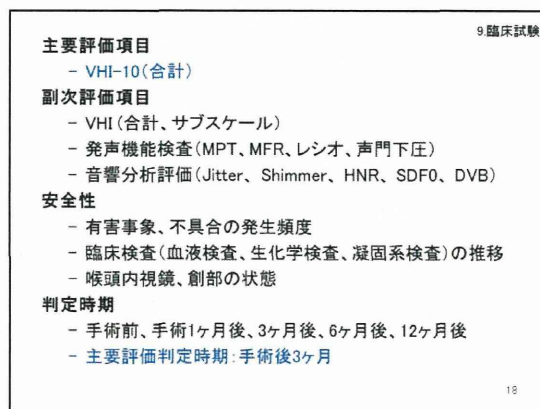 9.臨床試験
主要評価項目
− VHI-10(合計)
副次評価項目
− VHI(合計、サブスケール)
− 発声機能検査(MPT、MFR、レシオ、声門下圧)
− 音響分析評価(Jitter、Shimmer、HNR、SDF0、DVB)
安全性
− 有害事象、不具合の発生頻度
− 臨床検査(血液検査、生化学検査、凝固系検査)の推移
− 喉頭内視鏡、創部の状態
判定時期
− 手術前、手術1ヶ月後、3ヶ月後、6ヶ月後、12ヶ月後
− 主要評価判定時期:手術後3ヶ月
18